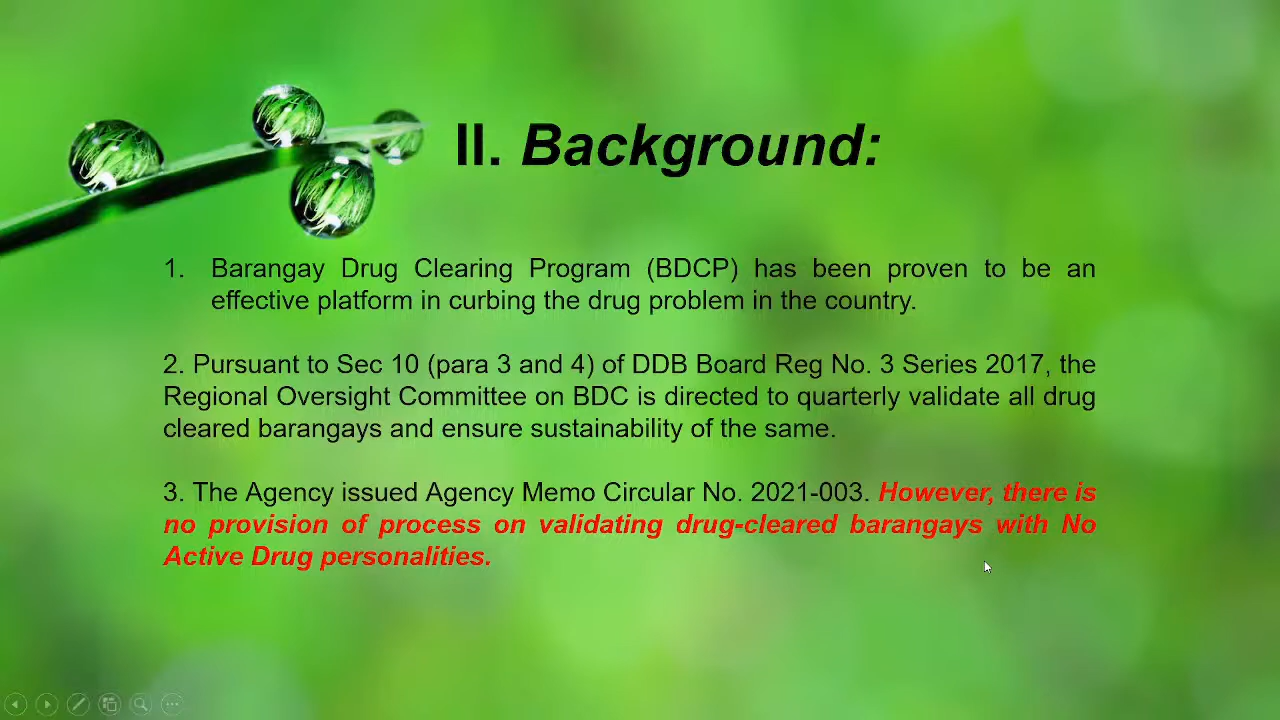 II. Background:
1. Barangay Drug Clearing Program (BDCP) has been proven to be an
effective platform in curbing the drug problem in the country.
2. Pursuant to Sec 10 (para 3 and 4) of DDB Board Reg No. 3 Series 2017, the
Regional Oversight Committee on BDC is directed to quarterly validate all drug
cleared barangays and ensure sustainability of the same.
3. The Agency issued Agency Memo Circular No. 2021-003. However, there is
no provision of process on validating drug-cleared barangays with No
Active Drug personalities.